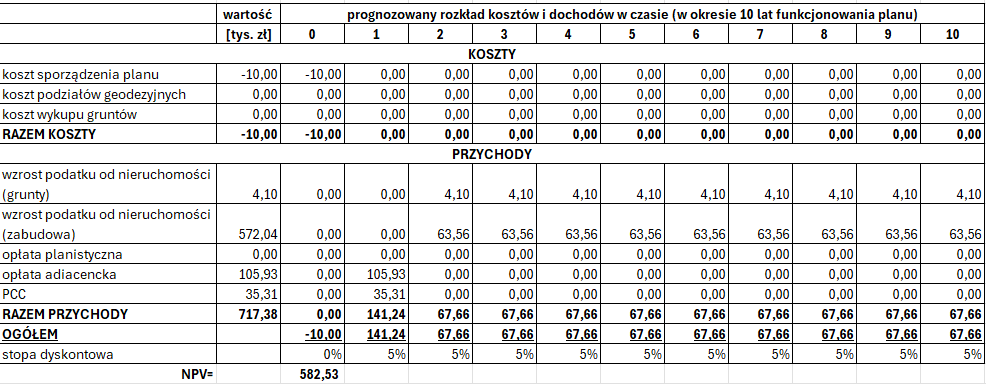 wartość prognozowany rozkład kosztów i dochodów w czasie (w okresie 10 lat funkcjonowania planu)
[tys. zł] 0 1 2 3 4 5 6 7 8 9 10
KOSZTY
koszt sporządzenia planu -10,00 -10,00 0,00 0,00 0,00 0,00 0,00 0,00 0,00 0,00 0,00 0,00
koszt podziałów geodezyjnych 0,00 0,00 0,00 0,00 0,00 0,00 0,00 0,00 0,00 0,00 0,00 0,00
koszt wykupu gruntów 0,00 0,00 0,00 0,00 0,00 0,00 0,00 0,00 0,00 0,00 0,00 0,00
RAZEM KOSZTY -10,00 -10,00 0,00 0,00 0,00 0,00 0,00 0,00 0,00 0,00 0,00 0,00
PRZYCHODY
wzrost podatku od nieruchomości
(grunty) 4,10 0,00 0,00 4,10 4,10 4,10 4,10 4,10 4,10 4,10 4,10 4,10
wzrost podatku od nieruchomości
(zabudowa) 572,04 0,00 0,00 63,56 63,56 63,56 63,56 63,56 63,56 63,56 63,56 63,56
opłata planistyczna 0,00 0,00 0,00 0,00 0,00 0,00 0,00 0,00 0,00 0,00 0,00 0,00
opłata adiacencka 105,93 0,00 105,93 0,00 0,00 0,00 0,00 0,00 0,00 0,00 0,00 0,00
PCC 35,31 0,00 35,31 0,00 0,00 0,00 0,00 0,00 0,00 0,00 0,00 0,00
RAZEM PRZYCHODY 717,38 0,00 141,24 67,66 67,66 67,66 67,66 67,66 67,66 67,66 67,66 67,66
OGÓŁEM -10,00 141,24 67,66 67,66 67,66 67,66 67,66 67,66 67,66 67,66 67,66
stopa dyskontowa 0% 5% 5% 5% 5% 5% 5% 5% 5% 5% 5%
NPV= 582,53